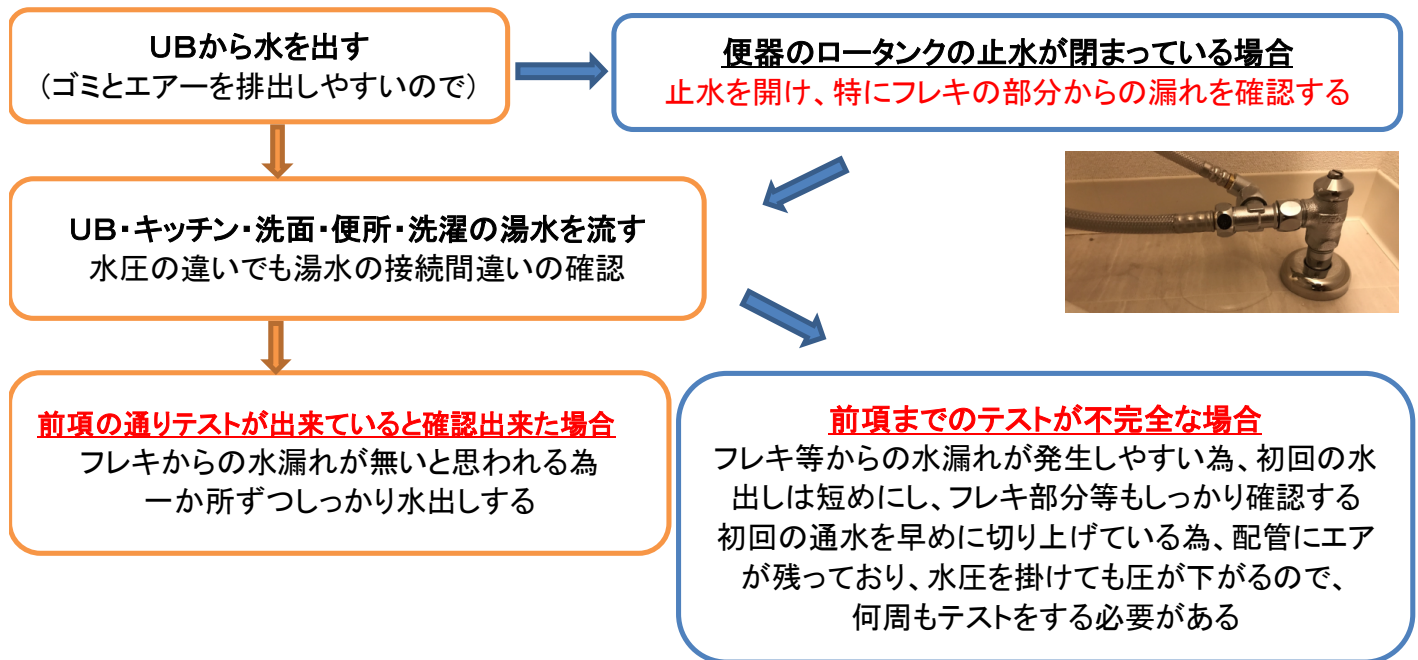 UBから水を出す
（ゴミとエアーを排出しやすいので）
便器のロータンクの止水が閉まっている場合
止水を開け、特にフレキの部分からの漏れを確認する
UB・キッチン・洗面・便所・洗濯の湯水を流す
水圧の違いでも湯水の接続間違いの確認
前項の通りテストが出来ていると確認出来た場合
フレキからの水漏れが無いと思われる為
一か所ずつしっかり水出しする
前項までのテストが不完全な場合
フレキ等からの水漏れが発生しやすい為、初回の水
出しは短めにし、フレキ部分等もしっかり確認する
初回の通水を早めに切り上げている為、配管にエア
が残っており、水圧を掛けても圧が下がるので、
何周もテストをする必要がある